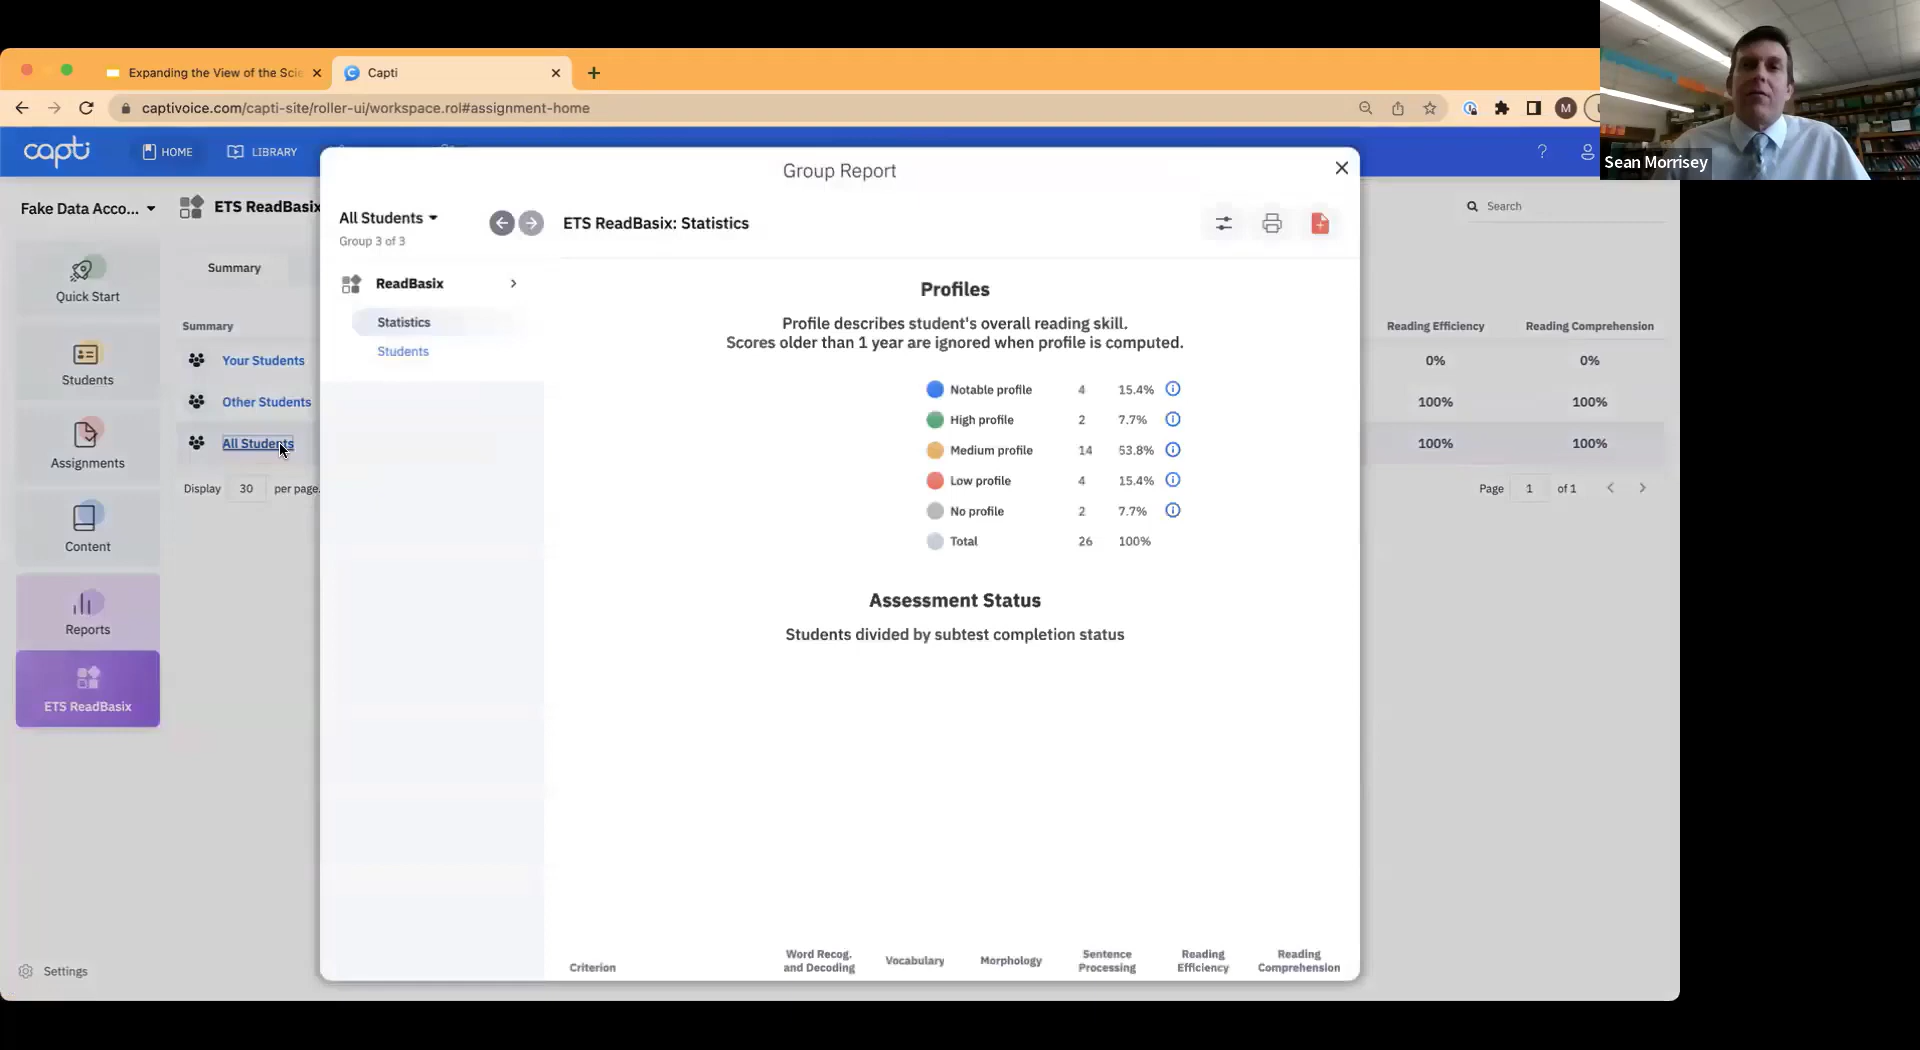 Expanding the View of the Scie
Capti
captivoice.com/capti-site/roller-ui/workspace.rol#assignment-home
M
Sean Morrisey
capti
HOME
LIBRARY
?
Fake Data Acco...
ETS ReadBasix
Search
Quick Start
Students
Assignments
Content
Reports
ETS ReadBasix
Settings
Summary
Summary
Reading Efficiency
Reading Comprehension
Your Students
0%
0%
Other Students
100%
100%
All Students
100%
100%
Display 30 per page.
Page 1 of 1
Group Report
All Students
Group 3 of 3
ReadBasix
Statistics
Students
ETS ReadBasix: Statistics
Profiles
Profile describes student's overall reading skill.
Scores older than 1 year are ignored when profile is computed.
Notable profile 4 15.4%
High profile 2 7.7%
Medium profile 14 53.8%
Low profile 4 15.4%
No profile 2 7.7%
Total 26 100%
Assessment Status
Students divided by subtest completion status
Criterion
Word Recog.
and Decoding
Vocabulary
Morphology
Sentence
Processing
Reading
Efficiency
Reading
Comprehension